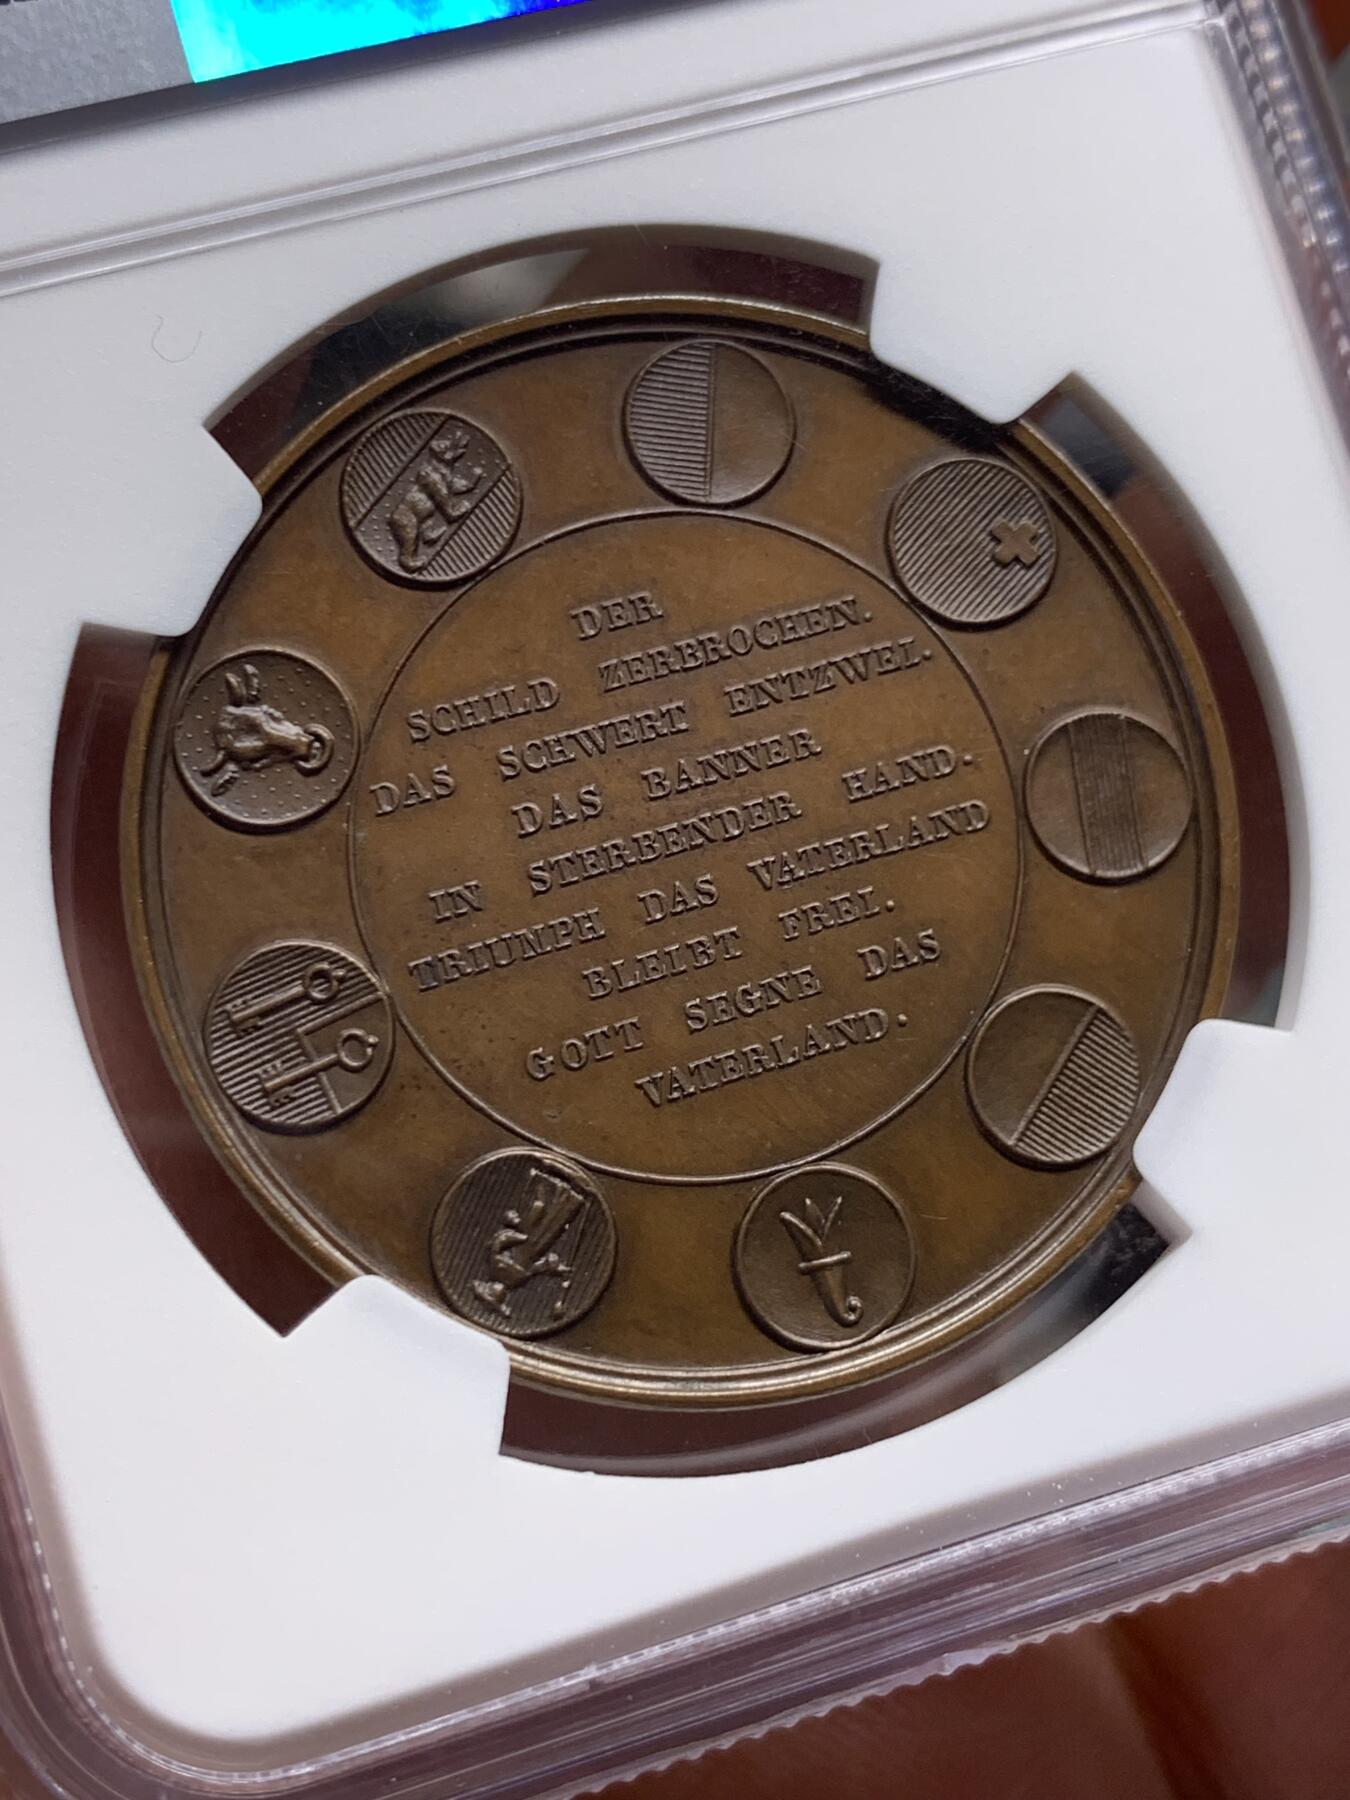 DER
SCHILD ZERBROCHEN.
DAS SCHWERT ENTZWEI.
DAS BANNER
IN STERBENDER HAND.
TRIUMPH DAS VATERLAND
BLEIBT FREI.
GOTT SEGNE DAS
VATERLAND.